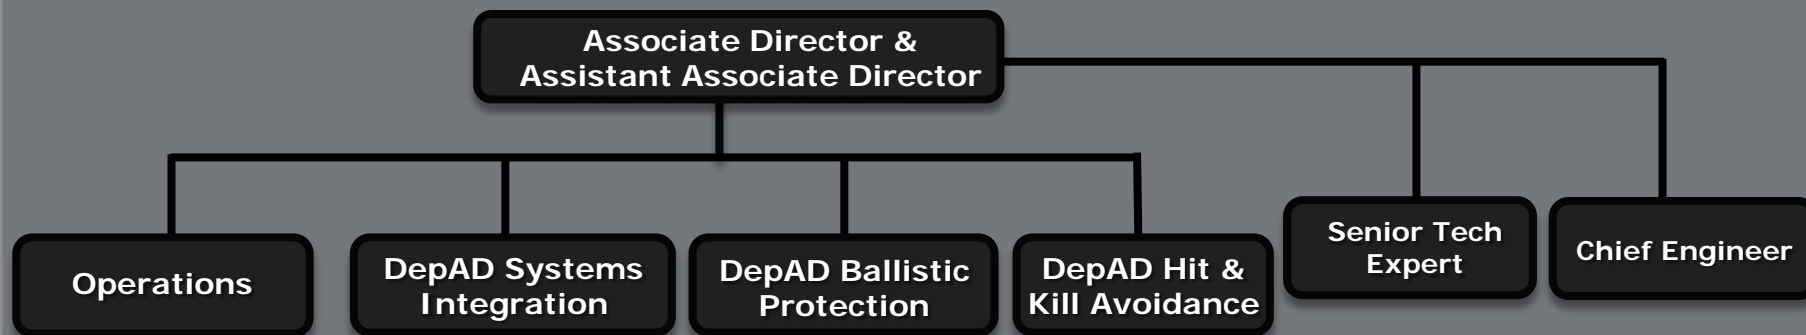 Associate Director &
Assistant Associate Director
Operations
DepAD Systems
Integration
DepAD Ballistic
Protection
DepAD Hit &
Kill Avoidance
Senior Tech
Expert
Chief Engineer